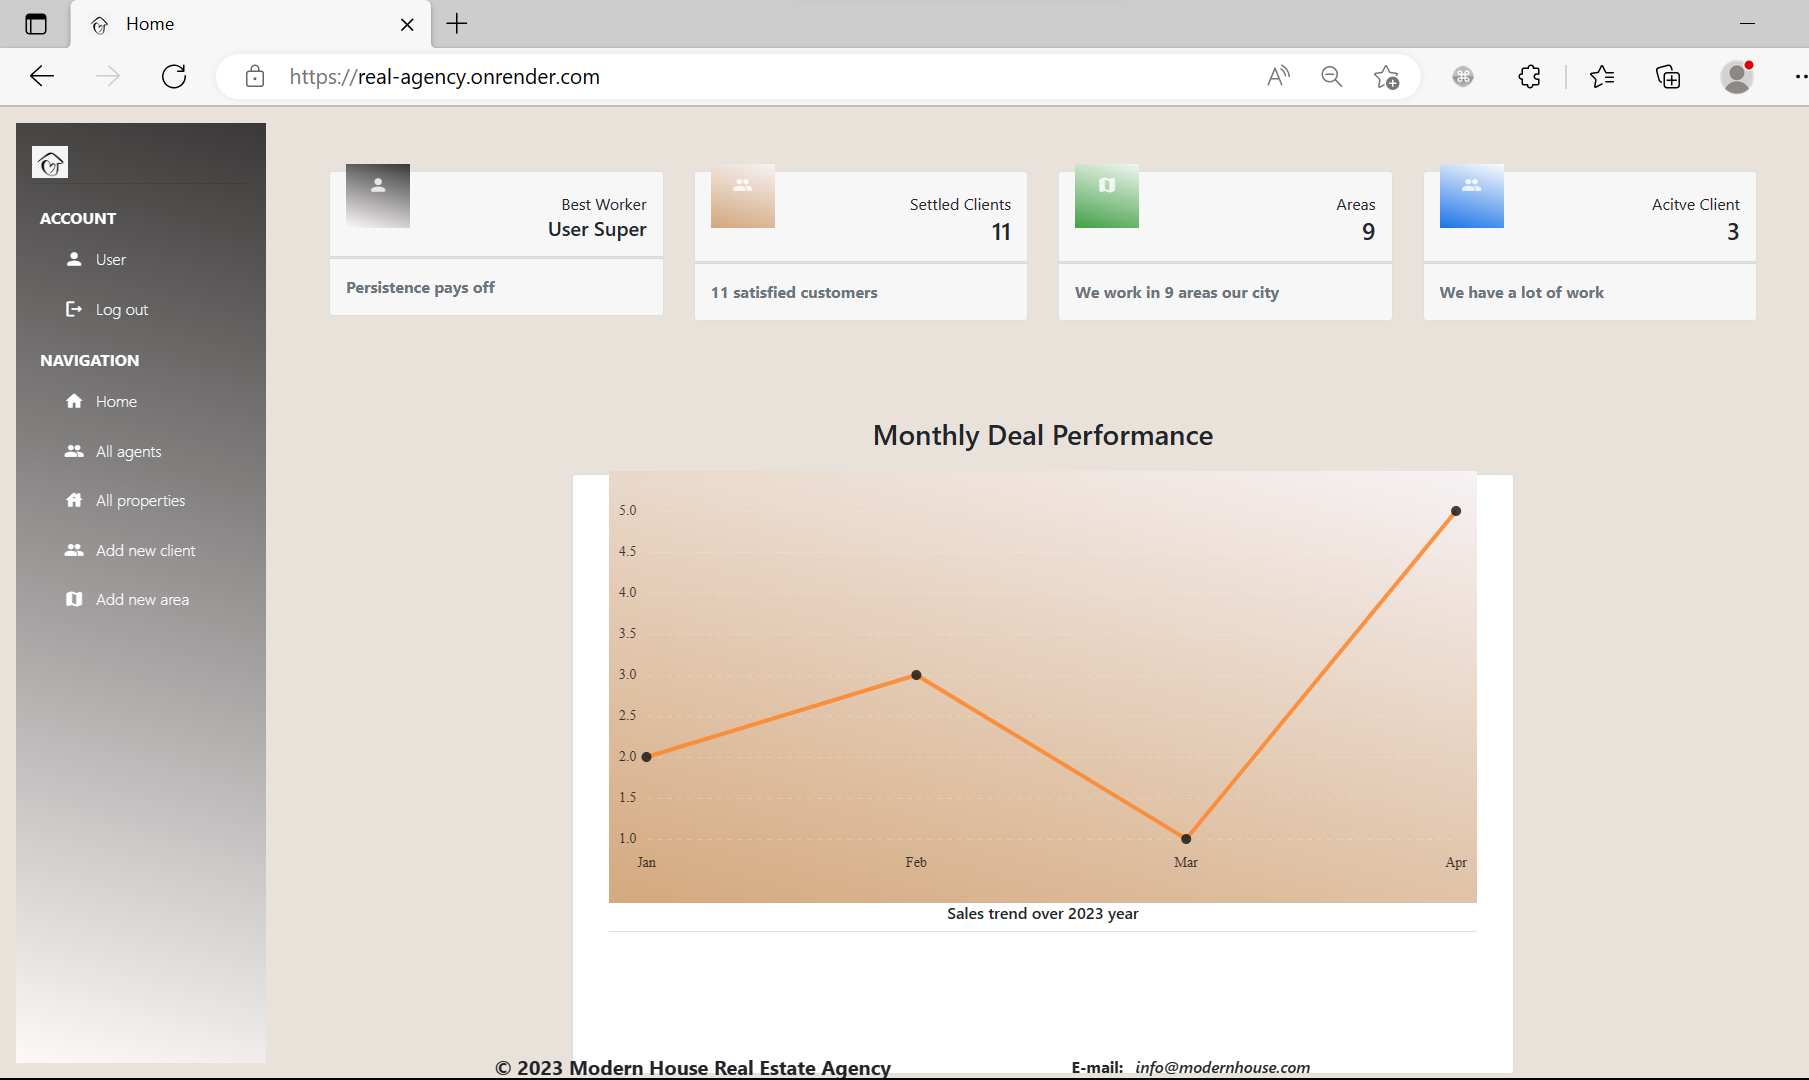 Home
https://real-agency.onrender.com
ACCOUNT
User
Log out
NAVIGATION
Home
All agents
All properties
Add new client
Add new area
Best Worker
User Super
Persistence pays off
Settled Clients
11
11 satisfied customers
Areas
9
We work in 9 areas our city
Acitve Client
3
We have a lot of work
Monthly Deal Performance
5.0
4.5
4.0
3.5
3.0
2.5
2.0
1.5
1.0
Jan Feb Mar Apr
Sales trend over 2023 year
© 2023 Modern House Real Estate Agency
E-mail: info@modernhouse.com